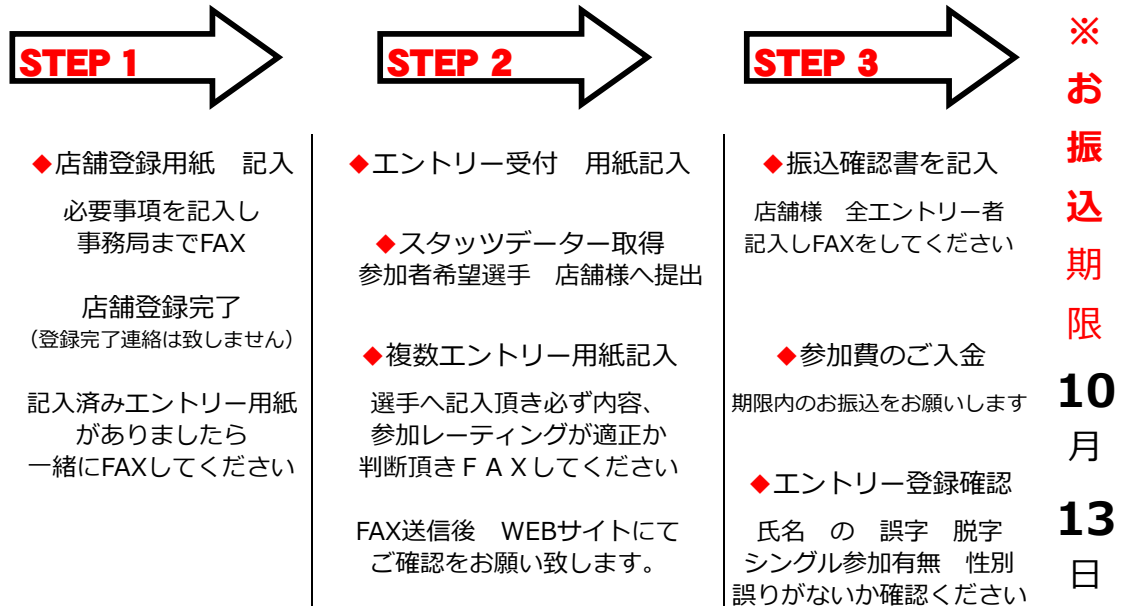 STEP 1
◆店舗登録用紙　記入
必要事項を記入し
事務局までFAX
店舗登録完了
（登録完了連絡は致しません）
記入済みエントリー用紙
がありましたら
一緒にFAXしてください
STEP 2
◆エントリー受付　用紙記入
◆スタッツデーター取得
参加者希望選手　店舗様へ提出
◆複数エントリー用紙記入
選手へ記入頂き必ず内容、
参加レーティングが適正か
判断頂きＦＡＸしてください
FAX送信後　WEBサイトにて
ご確認をお願い致します。
STEP 3
◆振込確認書を記入
店舗様　全エントリー者
記入しFAXをしてください
◆参加費のご入金
期限内のお振込をお願いします
◆エントリー登録確認
氏名　の　誤字　脱字
シングル参加有無　性別
誤りがないか確認ください
※お振込期限10月13日